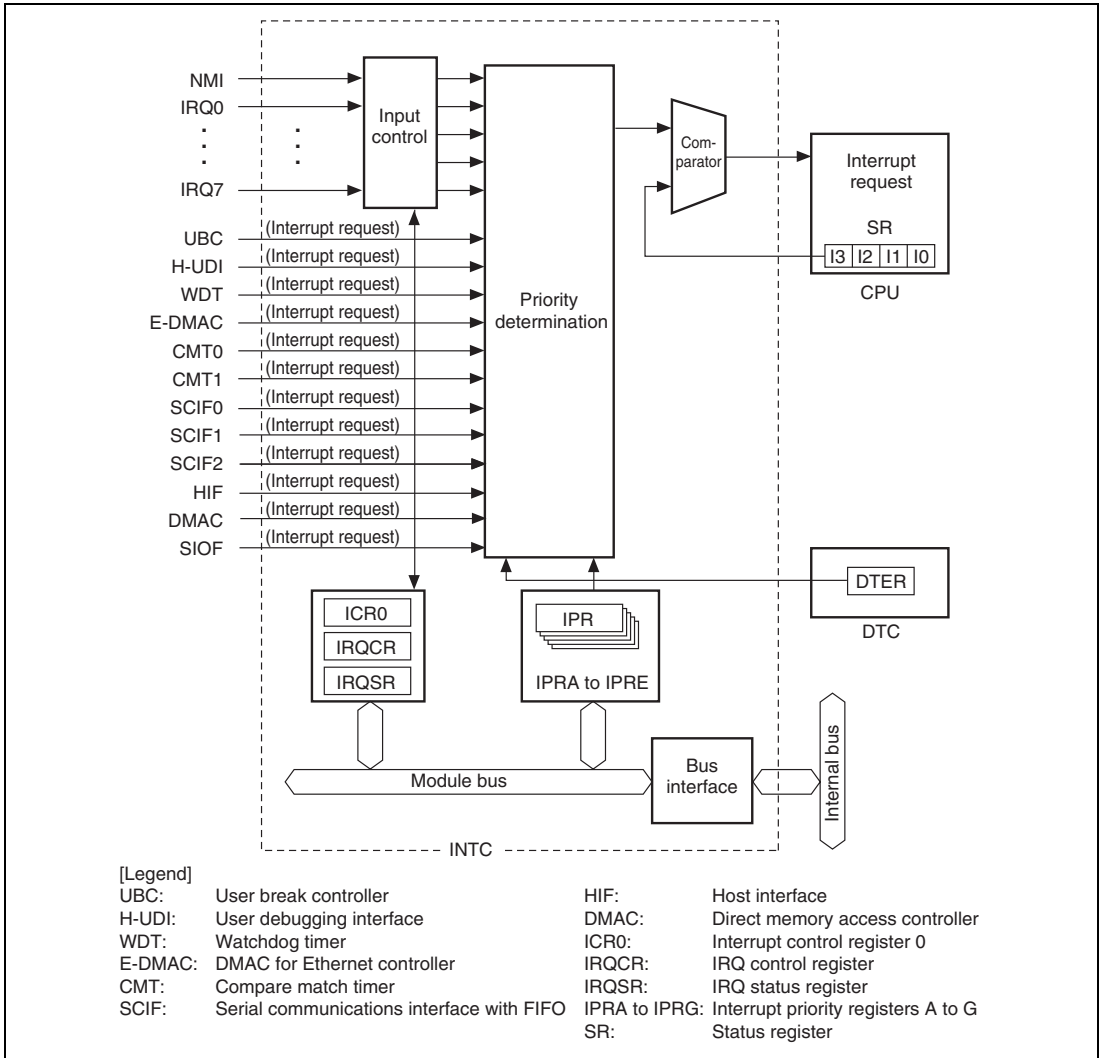 NMI
IRQ0
IRQ7
Input
control
UBC (Interrupt request)
H-UDI (Interrupt request)
WDT (Interrupt request)
E-DMAC (Interrupt request)
CMT0 (Interrupt request)
CMT1 (Interrupt request)
SCIF0 (Interrupt request)
SCIF1 (Interrupt request)
SCIF2 (Interrupt request)
HIF (Interrupt request)
DMAC (Interrupt request)
SIOF (Interrupt request)
Priority
determination
Com-
parator
Interrupt
request
SR
I3 I2 I1 I0
CPU
DTER
DTC
ICR0
IRQCR
IRQSR
IPR
IPRA to IPRE
Module bus
Bus
interface
Internal bus
INTC
[Legend]
UBC: User break controller
H-UDI: User debugging interface
WDT: Watchdog timer
E-DMAC: DMAC for Ethernet controller
CMT: Compare match timer
SCIF: Serial communications interface with FIFO
HIF: Host interface
DMAC: Direct memory access controller
ICR0: Interrupt control register 0
IRQCR: IRQ control register
IRQSR: IRQ status register
IPRA to IPRG: Interrupt priority registers A to G
SR: Status register